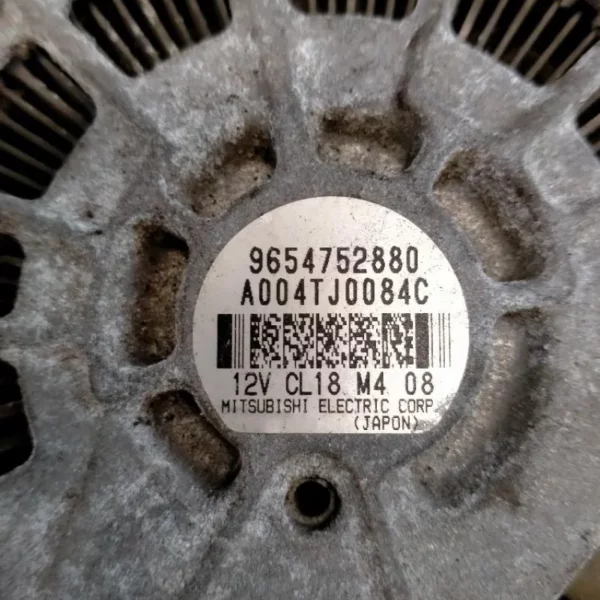 9654752880
A004TJ0084C
12V CL18 M4 08
MITSUBISHI ELECTRIC CORP.
(JAPON)